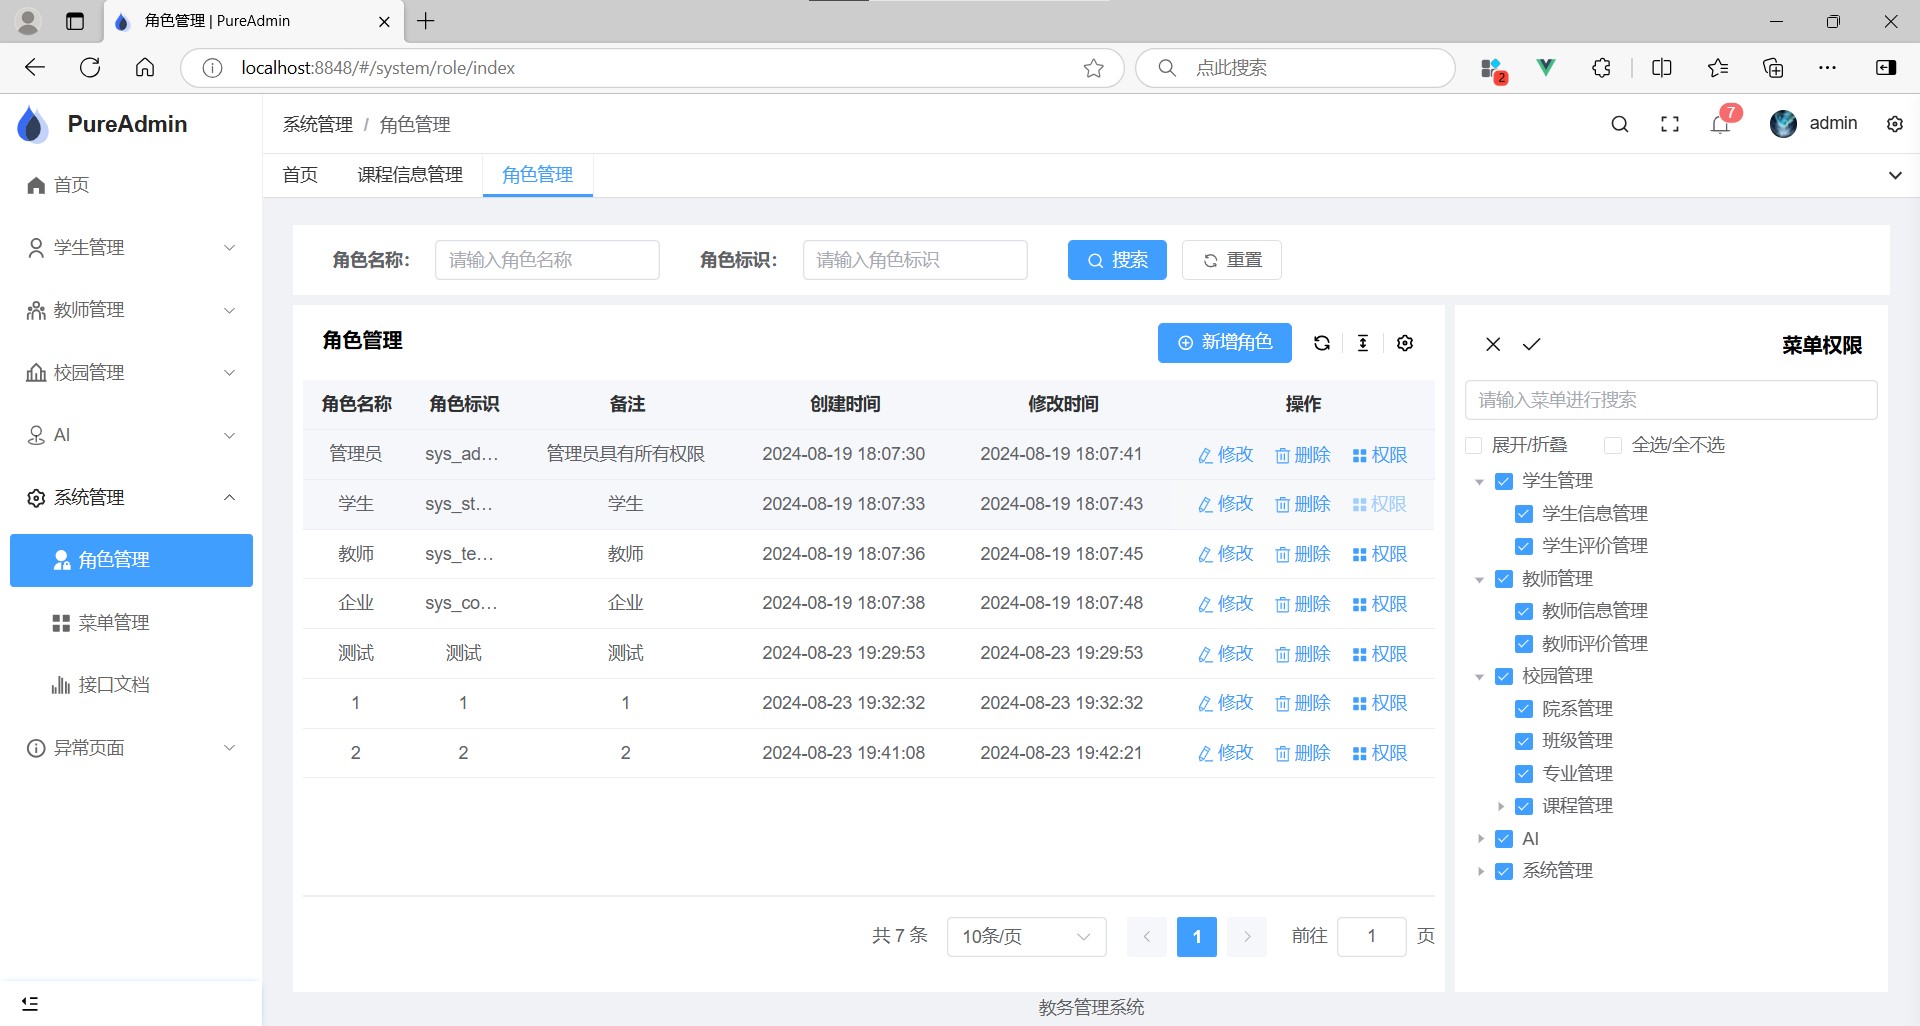 角色管理 | PureAdmin
localhost:8848/#/system/role/index
点此搜索
2
PureAdmin
系统管理 / 角色管理
7
admin
首页
课程信息管理
角色管理
首页
学生管理
教师管理
校园管理
AI
系统管理
角色管理
菜单管理
接口文档
异常页面
角色名称：
请输入角色名称
角色标识：
请输入角色标识
搜索
重置
角色管理
新增角色
角色名称 角色标识 备注 创建时间 修改时间 操作
管理员 sys_ad... 管理员具有所有权限 2024-08-19 18:07:30 2024-08-19 18:07:41 修改 删除 权限
学生 sys_st... 学生 2024-08-19 18:07:33 2024-08-19 18:07:43 修改 删除 权限
教师 sys_te... 教师 2024-08-19 18:07:36 2024-08-19 18:07:45 修改 删除 权限
企业 sys_co... 企业 2024-08-19 18:07:38 2024-08-19 18:07:48 修改 删除 权限
测试 测试 测试 2024-08-23 19:29:53 2024-08-23 19:29:53 修改 删除 权限
1 1 1 2024-08-23 19:32:32 2024-08-23 19:32:32 修改 删除 权限
2 2 2 2024-08-23 19:41:08 2024-08-23 19:42:21 修改 删除 权限
共 7 条 10条/页 1 前往 1 页
菜单权限
请输入菜单进行搜索
展开/折叠 全选/全不选
学生管理
学生信息管理
学生评价管理
教师管理
教师信息管理
教师评价管理
校园管理
院系管理
班级管理
专业管理
课程管理
AI
系统管理
教务管理系统